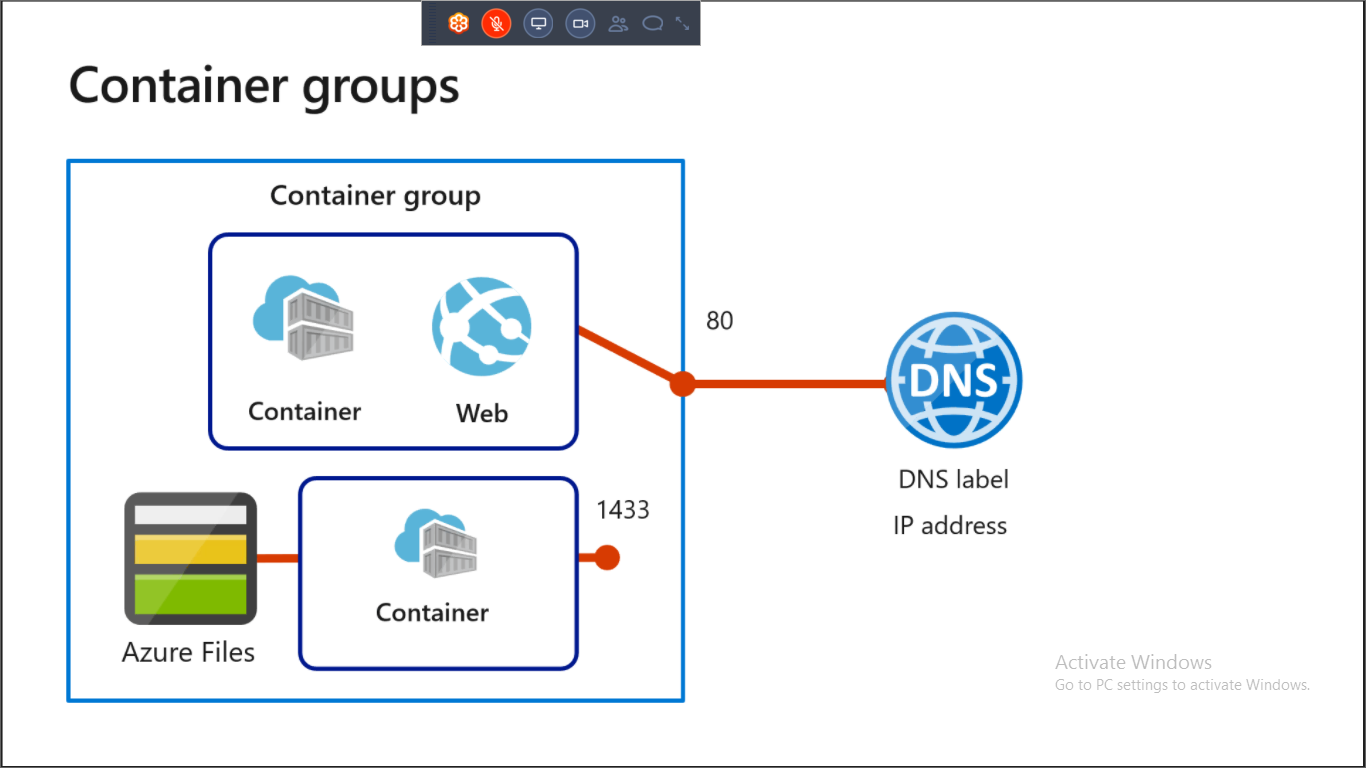 Container groups
Container group
Container
Web
80
DNS
DNS label
IP address
1433
Container
Azure Files
Activate Windows
Go to PC settings to activate Windows.